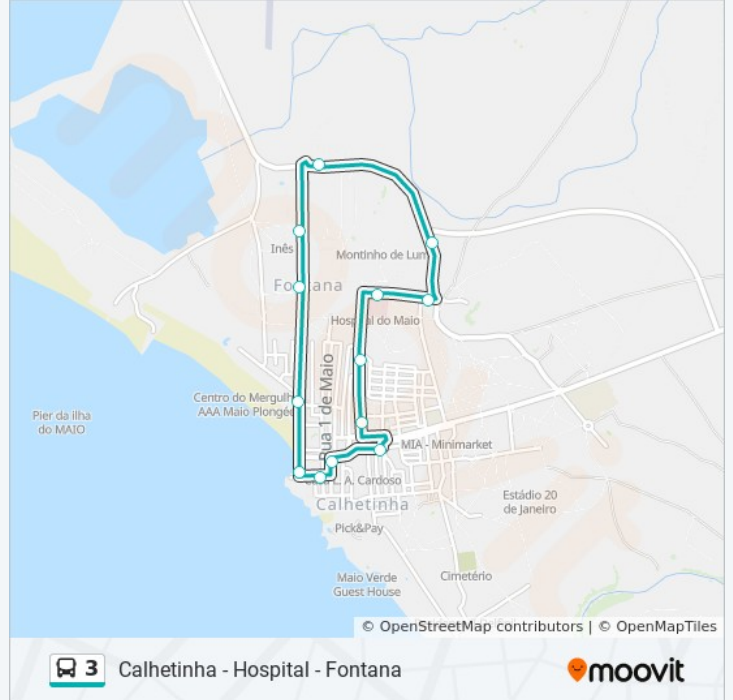 Inês
Montinho de Lum
Fontana
Hospital do Maio
Rua 1 de Maio
Centro do Mergulh
AAA Maio Plongée
Pier da ilha
do MAIO
MIA - Minimarket
L. A. Cardoso
Calhetinha
Estádio 20
de Janeiro
Pick&Pay
Maio Verde
Guest House
Cemitério
© OpenStreetMap contributors | © OpenMapTiles
3 Calhetinha - Hospital - Fontana
moovit